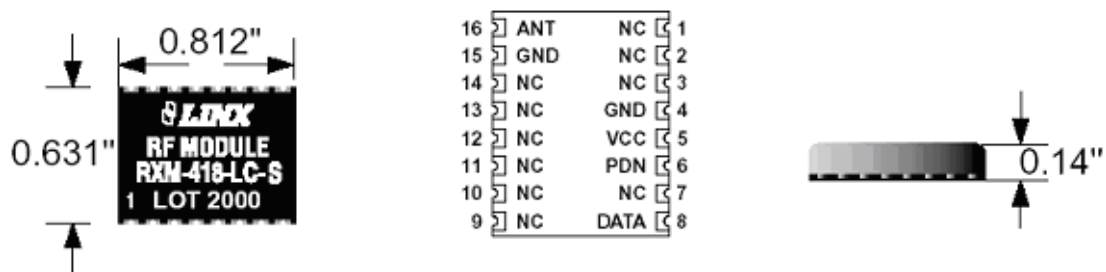 0.812"
0.631"
LINX
RF MODULE
RXM-418-LC-S
1 LOT 2000
16 ANT NC 1
15 GND NC 2
14 NC NC 3
13 NC GND 4
12 NC VCC 5
11 NC PDN 6
10 NC NC 7
9 NC DATA 8
0.14"